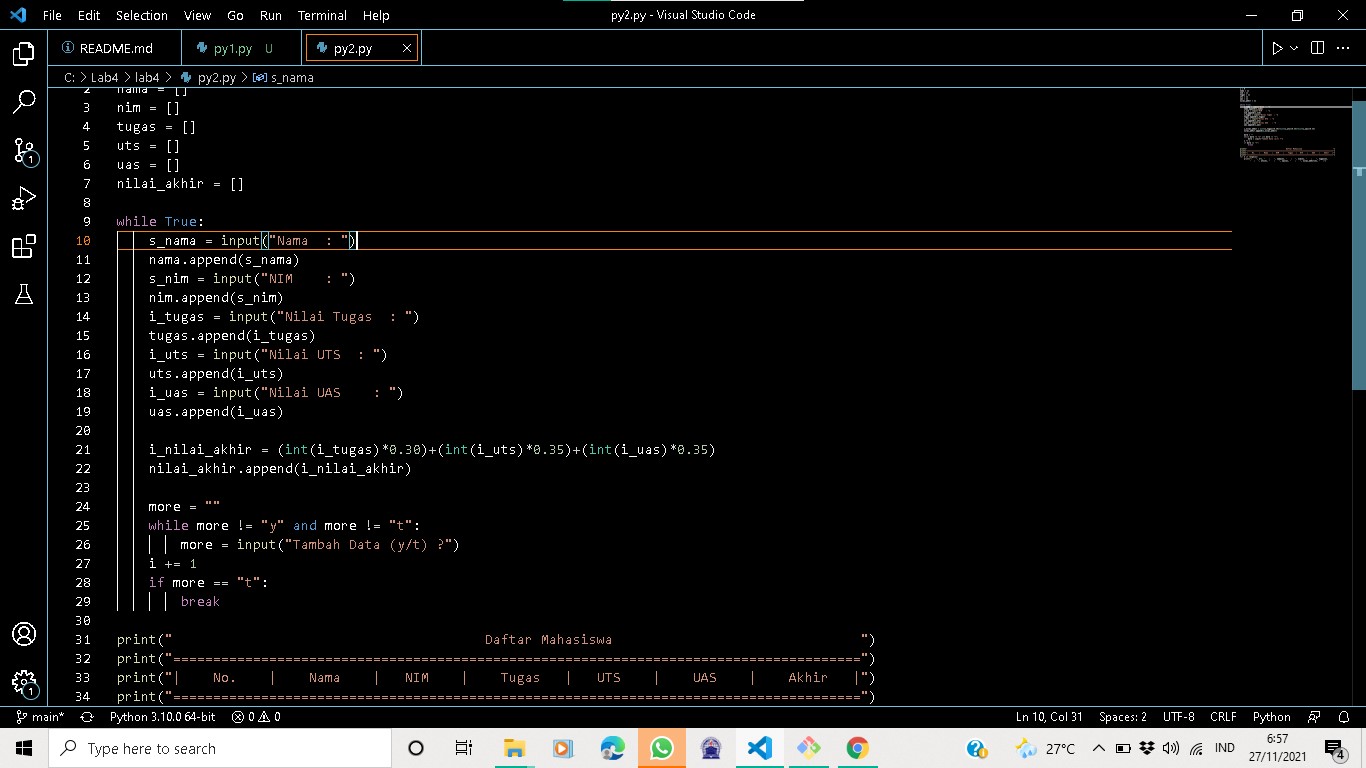 File Edit Selection View Go Run Terminal Help py2.py - Visual Studio Code
README.md py1.py U py2.py
C: > Lab4 > lab4 > py2.py > s_nama
2 nama = []
3 nim = []
4 tugas = []
5 uts = []
6 uas = []
7 nilai_akhir = []
8
9 while True:
10 s_nama = input("Nama  : ")
11 nama.append(s_nama)
12 s_nim = input("NIM    : ")
13 nim.append(s_nim)
14 i_tugas = input("Nilai Tugas  : ")
15 tugas.append(i_tugas)
16 i_uts = input("Nilai UTS  : ")
17 uts.append(i_uts)
18 i_uas = input("Nilai UAS    : ")
19 uas.append(i_uas)
20
21 i_nilai_akhir = (int(i_tugas)*0.30)+(int(i_uts)*0.35)+(int(i_uas)*0.35)
22 nilai_akhir.append(i_nilai_akhir)
23
24 more = ""
25 while more != "y" and more != "t":
26 more = input("Tambah Data (y/t) ?")
27 i += 1
28 if more == "t":
29 break
30
31 print("                                       Daftar Mahasiswa                               ")
32 print("======================================================================================")
33 print("|    No.    |    Nama    |   NIM    |    Tugas   |   UTS    |    UAS    |    Akhir   |")
34 print("======================================================================================")
main* Python 3.10.0 64-bit 0 0 Ln 10, Col 31 Spaces: 2 UTF-8 CRLF Python
Type here to search 27°C IND 6:57
27/11/2021 4
1
1